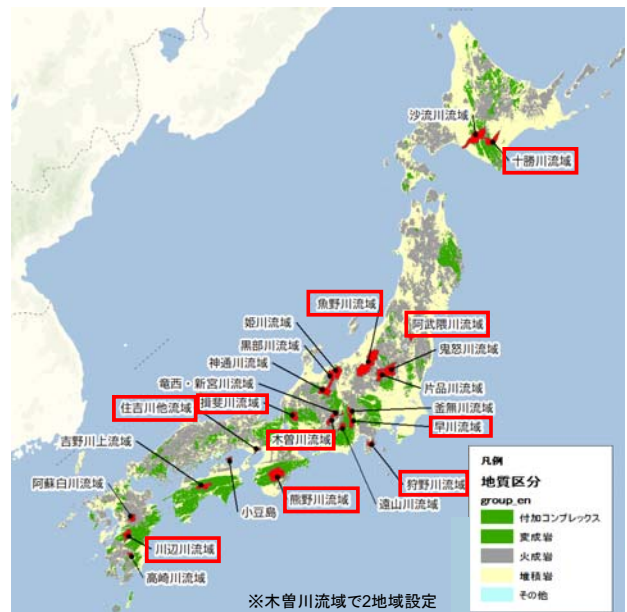 沙流川流域
十勝川流域
魚野川流域
阿武隈川流域
姫川流域
鬼怒川流域
黒部川流域
神通川流域
片品川流域
竜西・新宮川流域
釜無川流域
住吉川他流域
揖斐川流域
早川流域
木曽川流域
吉野川上流域
狩野川流域
阿蘇白川流域
熊野川流域
遠山川流域
小豆島
川辺川流域
高崎川流域
※木曽川流域で2地域設定
凡例
地質区分
group_en
付加コンプレックス
変成岩
火成岩
堆積岩
その他